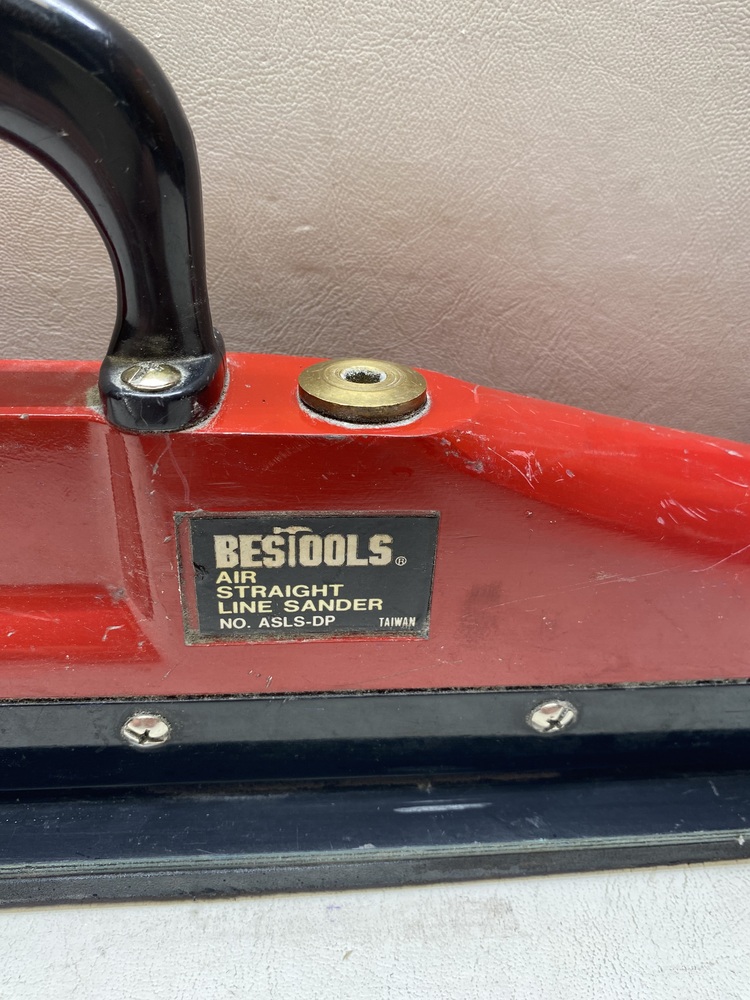 BESTOOLS®
AIR
STRAIGHT
LINE SANDER
NO. ASLS-DP TAIWAN